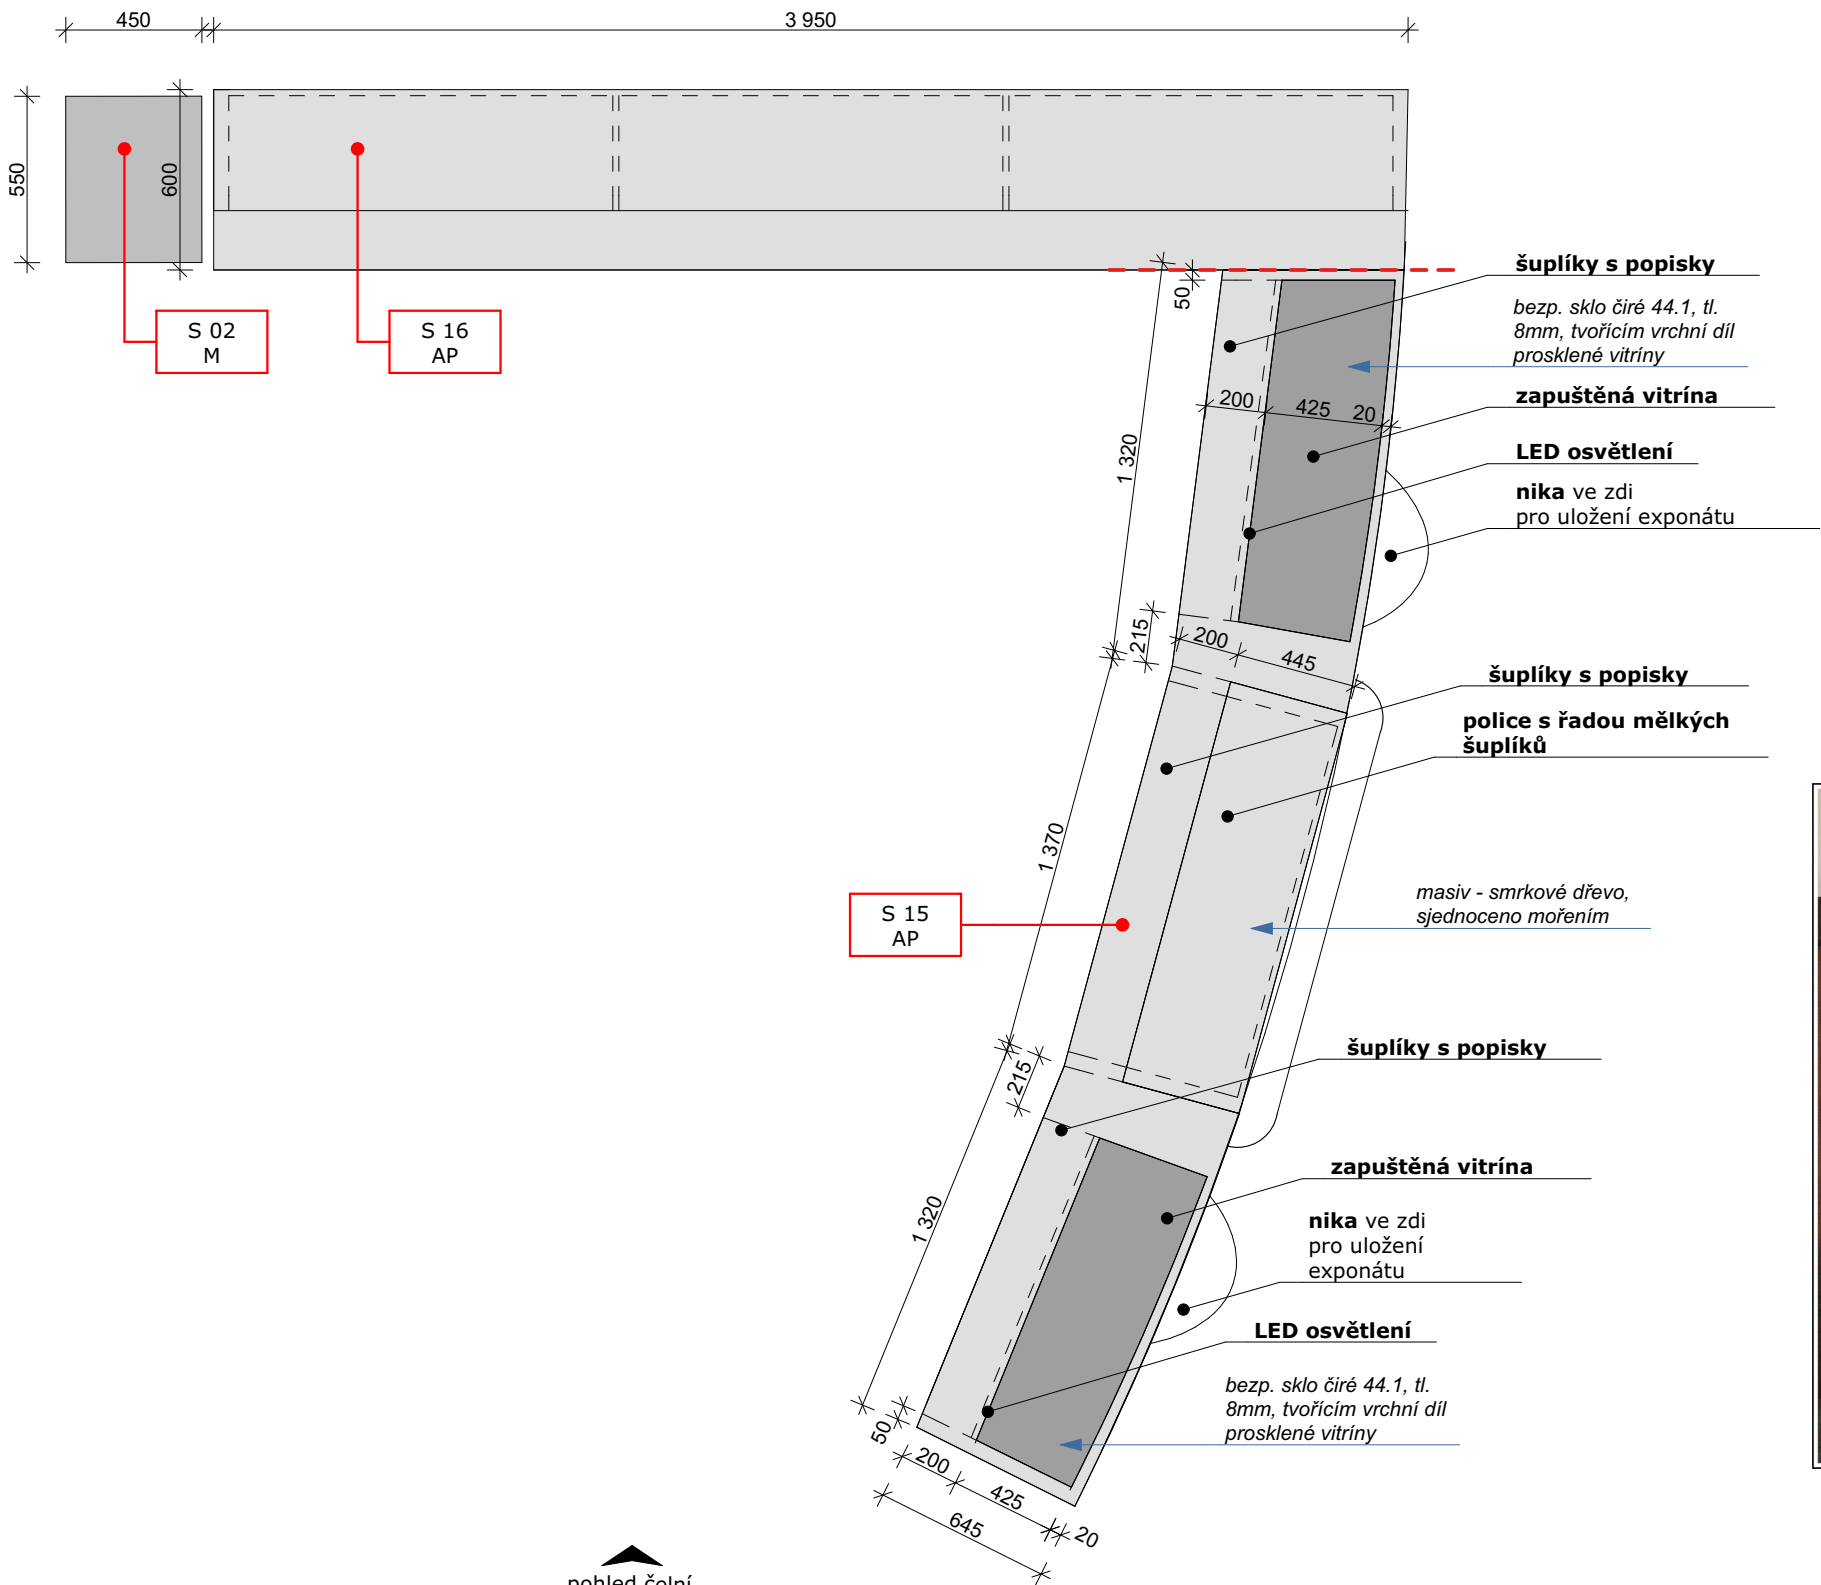 450
3 950
550
600
S 02
M
S 16
AP
50
šuplíky s popisky
bezp. sklo čiré 44.1, tl.
8mm, tvořícím vrchní díl
prosklené vitríny
zapuštěná vitrína
200
425
20
1 320
LED osvětlení
nika ve zdi
pro uložení exponátu
215
200
445
šuplíky s popisky
police s řadou mělkých
šuplíků
1 370
S 15
AP
masiv - smrkové dřevo,
sjednoceno mořením
šuplíky s popisky
215
zapuštěná vitrína
1 320
nika ve zdi
pro uložení
exponátu
LED osvětlení
bezp. sklo čiré 44.1, tl.
8mm, tvořícím vrchní díl
prosklené vitríny
50
200
425
20
645
pohled čelní